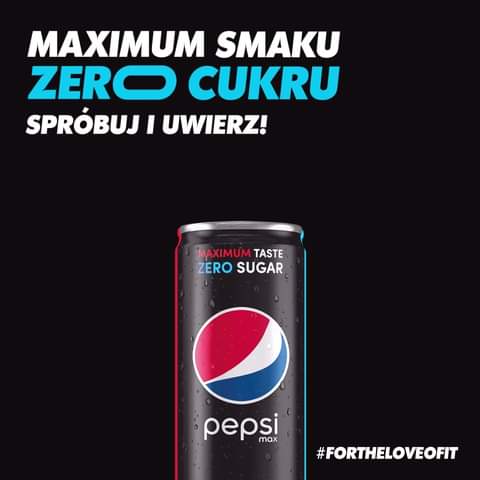 MAXIMUM SMAKU
ZERO CUKRU
SPRÓBUJ I UWIERZ!
MAXIMUM TASTE
ZERO SUGAR
pepsi
max
#FORTHELOVEOFIT